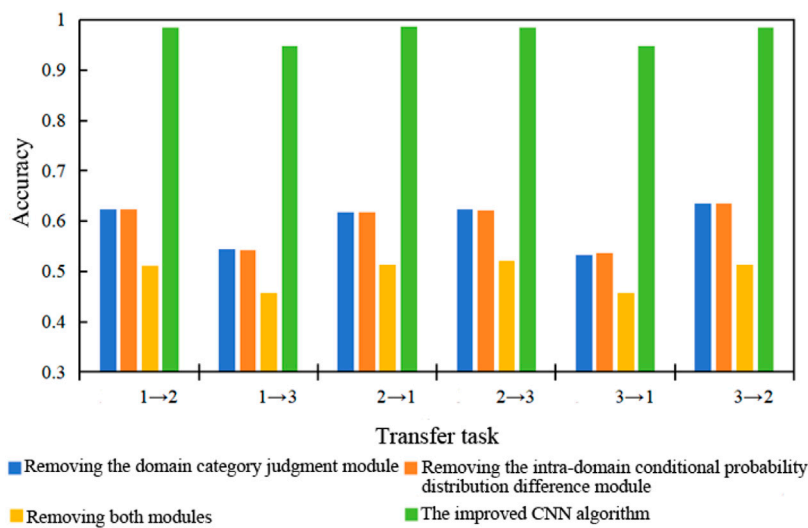 1
0.9
0.8
0.7
0.6
0.5
0.4
0.3
Accuracy
1→2 1→3 2→1 2→3 3→1 3→2
Transfer task
Removing the domain category judgment module
Removing the intra-domain conditional probability
distribution difference module
Removing both modules
The improved CNN algorithm